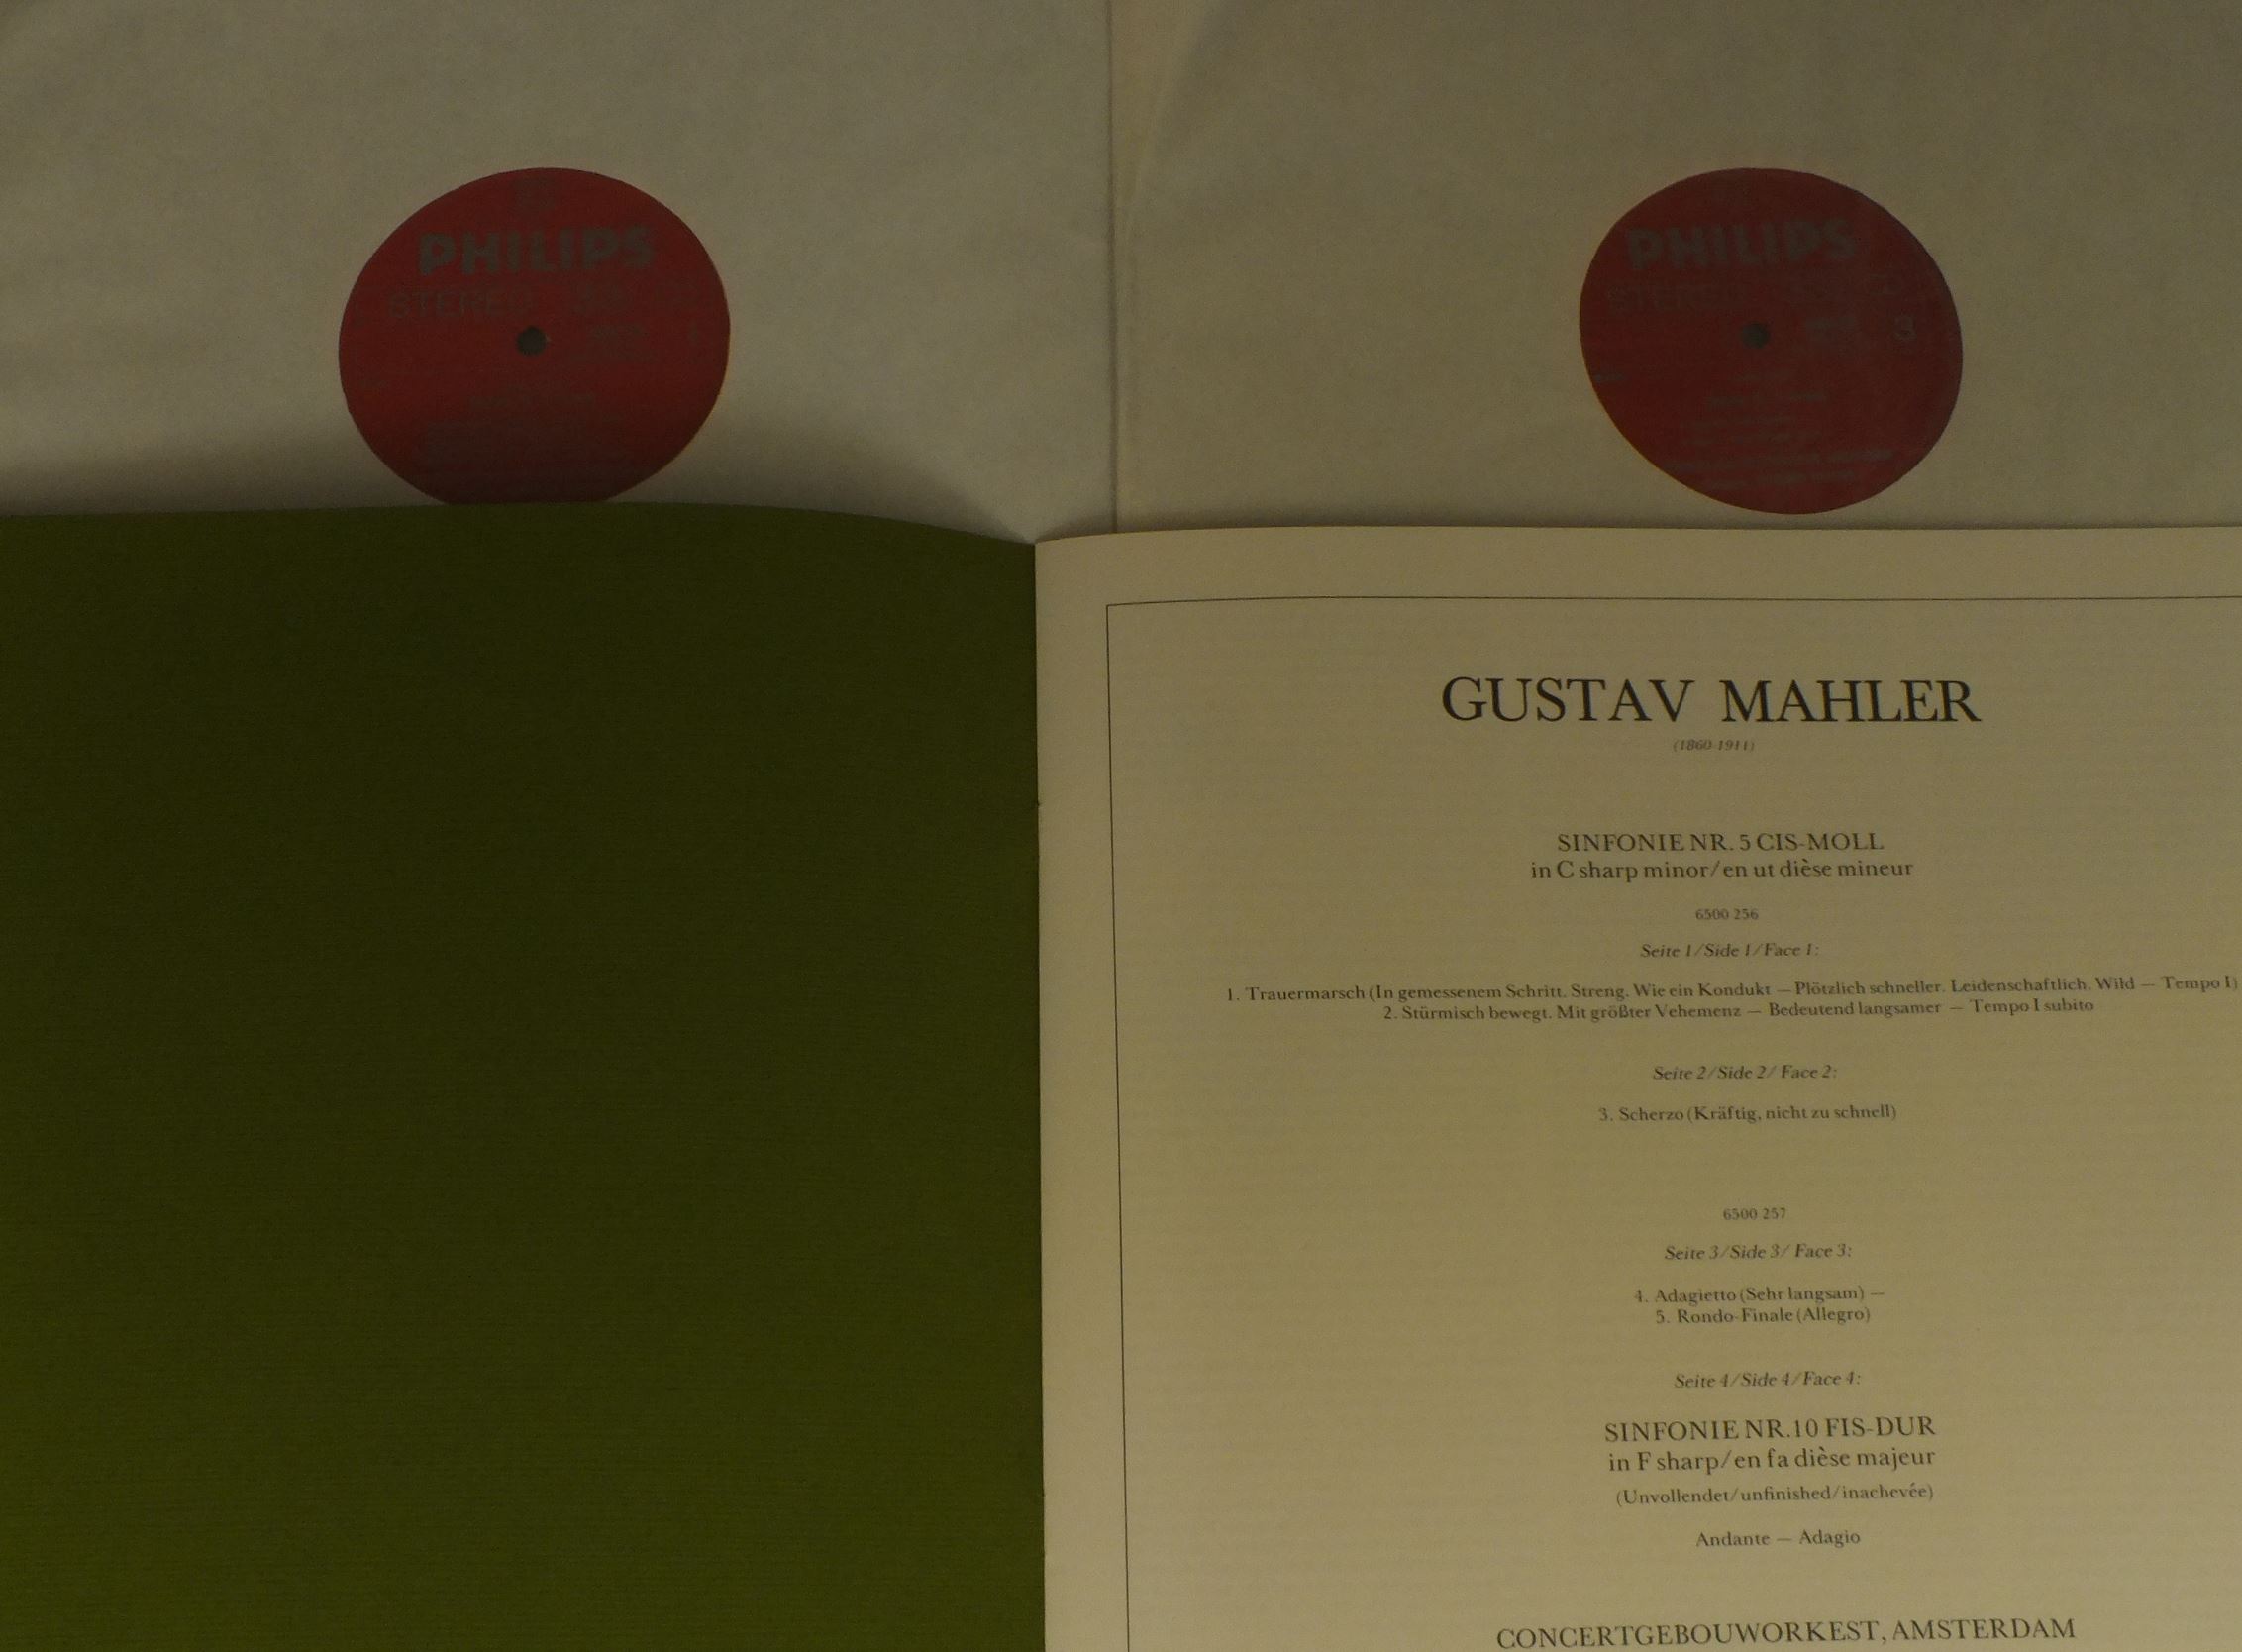 PHILIPS
STEREO 33
PHILIPS
STEREO
3
GUSTAV MAHLER
(1860-1911)
SINFONIE NR. 5 CIS-MOLL
in C sharp minor/en ut dièse mineur
6500 256
Seite 1/Side 1/Face 1:
1. Trauermarsch (In gemessenem Schritt. Streng. Wie ein Kondukt — Plötzlich schneller. Leidenschaftlich. Wild — Tempo I)
2. Stürmisch bewegt. Mit größter Vehemenz — Bedeutend langsamer — Tempo I subito
Seite 2/Side 2/ Face 2:
3. Scherzo (Kräftig, nicht zu schnell)
6500 257
Seite 3/Side 3/ Face 3:
4. Adagietto (Sehr langsam) —
5. Rondo-Finale (Allegro)
Seite 4/Side 4/Face 4:
SINFONIE NR.10 FIS-DUR
in F sharp/en fa dièse majeur
(Unvollendet/unfinished/inachevée)
Andante — Adagio
CONCERTGEBOUWORKEST, AMSTERDAM